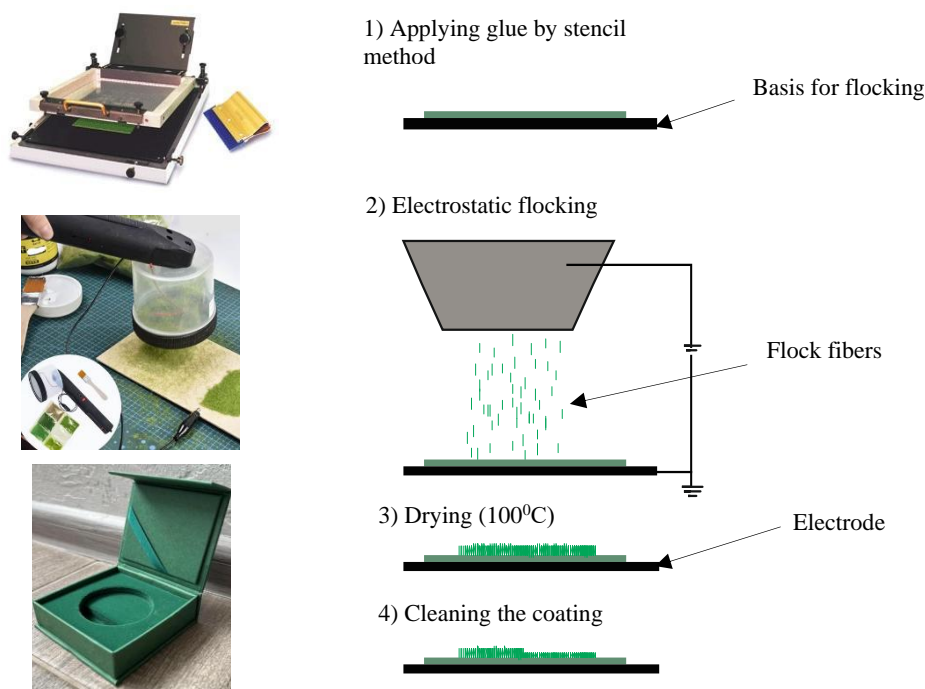 1) Applying glue by stencil
method
Basis for flocking
2) Electrostatic flocking
Flock fibers
3) Drying (100⁰C)
Electrode
4) Cleaning the coating